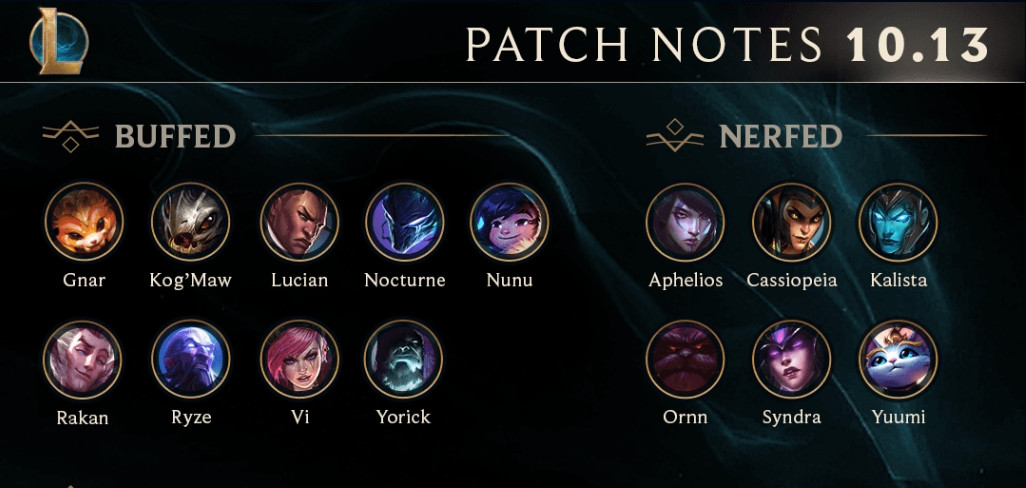 PATCH NOTES 10.13
BUFFED
Gnar Kog'Maw Lucian Nocturne Nunu
Rakan Ryze Vi Yorick
NERFED
Aphelios Cassiopeia Kalista
Ornn Syndra Yuumi